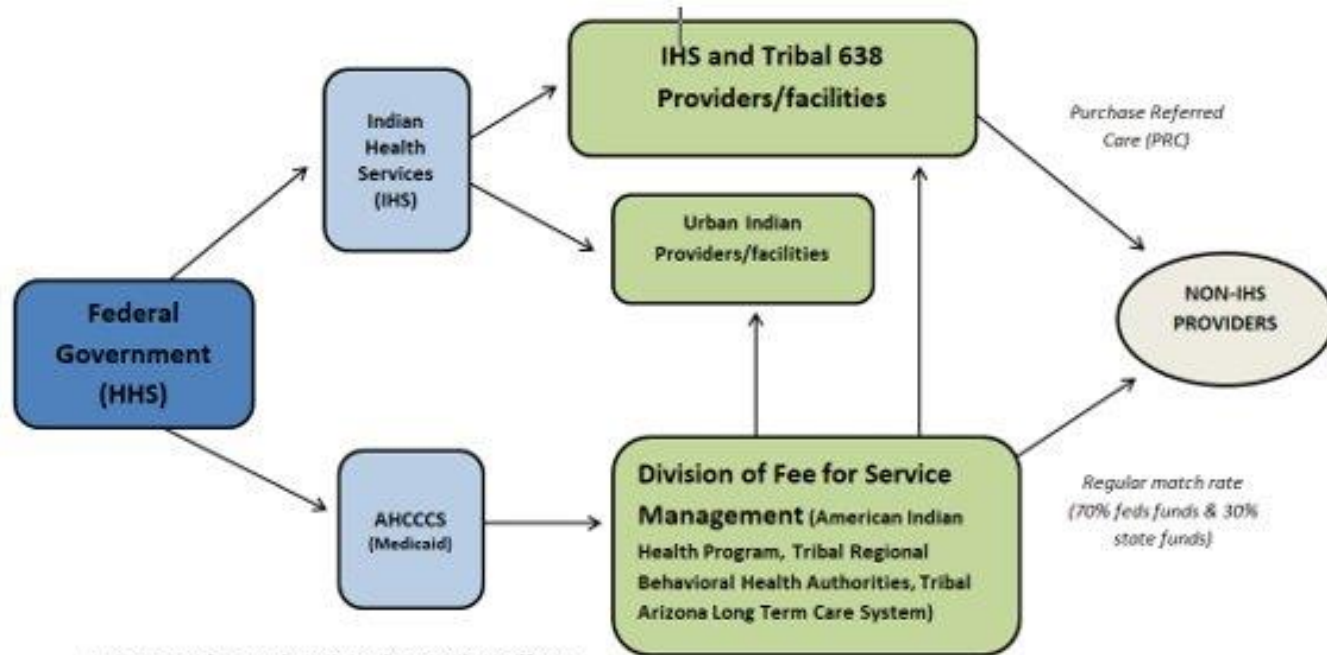 IHS and Tribal 638
Providers/facilities
Indian
Health
Services
(IHS)
Purchase Referred
Care (PRC)
Urban Indian
Providers/facilities
Federal
Government
(HHS)
NON-IHS
PROVIDERS
AHCCCS
(Medicaid)
Division of Fee for Service
Management (American Indian
Health Program, Tribal Regional
Behavioral Health Authorities, Tribal
Arizona Long Term Care System)
Regular match rate
(70% feds funds & 30%
state funds)